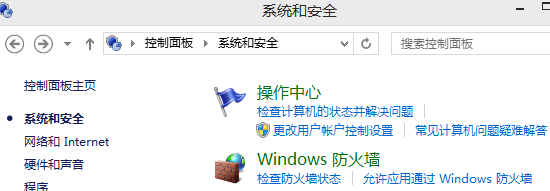 系统和安全
控制面板 系统和安全 搜索控制面板
控制面板主页
系统和安全
网络和 Internet
硬件和声音
程序
操作中心
检查计算机的状态并解决问题
更改用户帐户控制设置 常见计算机问题疑难解答
Windows 防火墙
检查防火墙状态 允许应用通过 Windows 防火墙